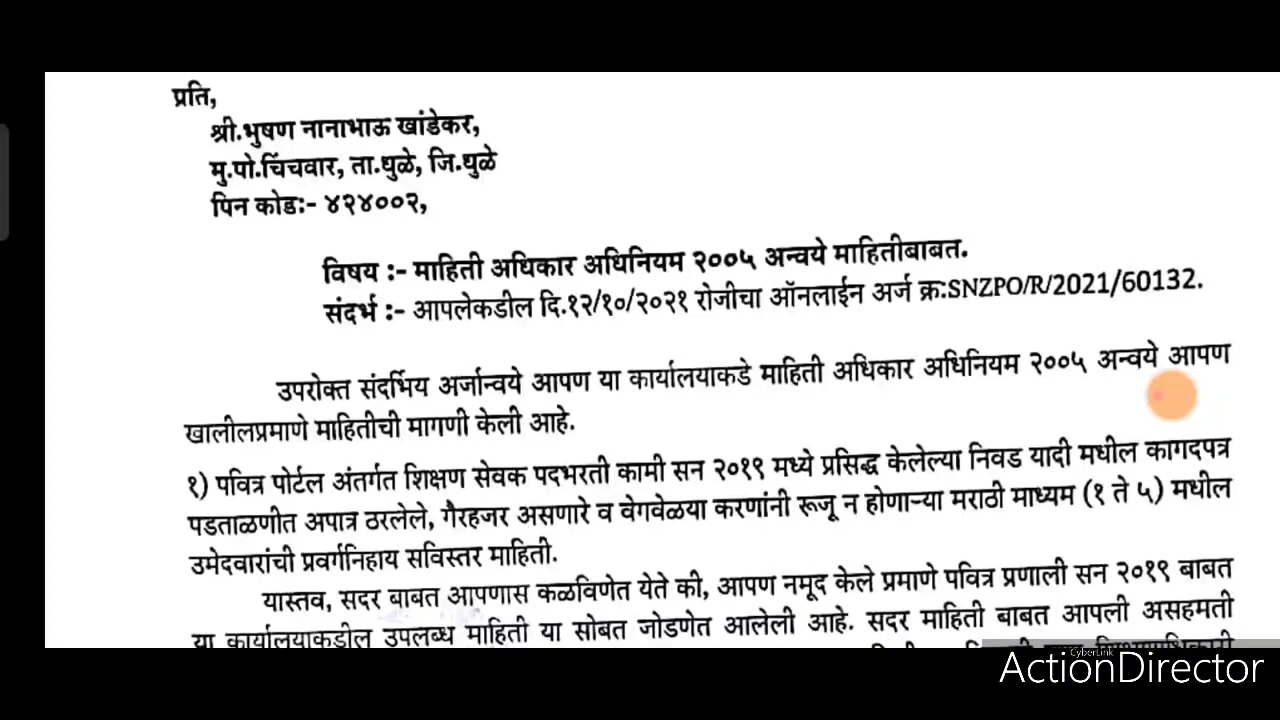 प्रति,
श्री.भुषण नानाभाऊ खांडेकर,
मु.पो.चिंचवार, ता.धुळे, जि.धुळे
पिन कोडः- ४२४००२,
विषय :- माहिती अधिकार अधिनियम २००५ अन्वये माहितीबाबत.
संदर्भ :- आपलेकडील दि.१२/१०/२०२१ रोजीचा ऑनलाईन अर्ज क्र:SNZPO/R/2021/60132.
उपरोक्त संदर्भिय अर्जान्वये आपण या कार्यालयाकडे माहिती अधिकार अधिनियम २००५ अन्वये आपण
खालीलप्रमाणे माहितीची मागणी केली आहे.
१) पवित्र पोर्टल अंतर्गत शिक्षण सेवक पदभरती कामी सन २०१९ मध्ये प्रसिद्ध केलेल्या निवड यादी मधील कागदपत्र
पडताळणीत अपात्र ठरलेले, गैरहजर असणारे व वेगवेळया करणांनी रूजू न होणाऱ्या मराठी माध्यम (१ ते ५) मधील
उमेदवारांची प्रवर्गनिहाय सविस्तर माहिती.
यास्तव, सदर बाबत आपणास कळविणेत येते की, आपण नमूद केले प्रमाणे पवित्र प्रणाली सन २०१९ बाबत
या कार्यालयाकडील उपलब्ध माहिती या सोबत जोडणेत आलेली आहे. सदर माहिती बाबत आपली असहमती
CyberLink
ActionDirector